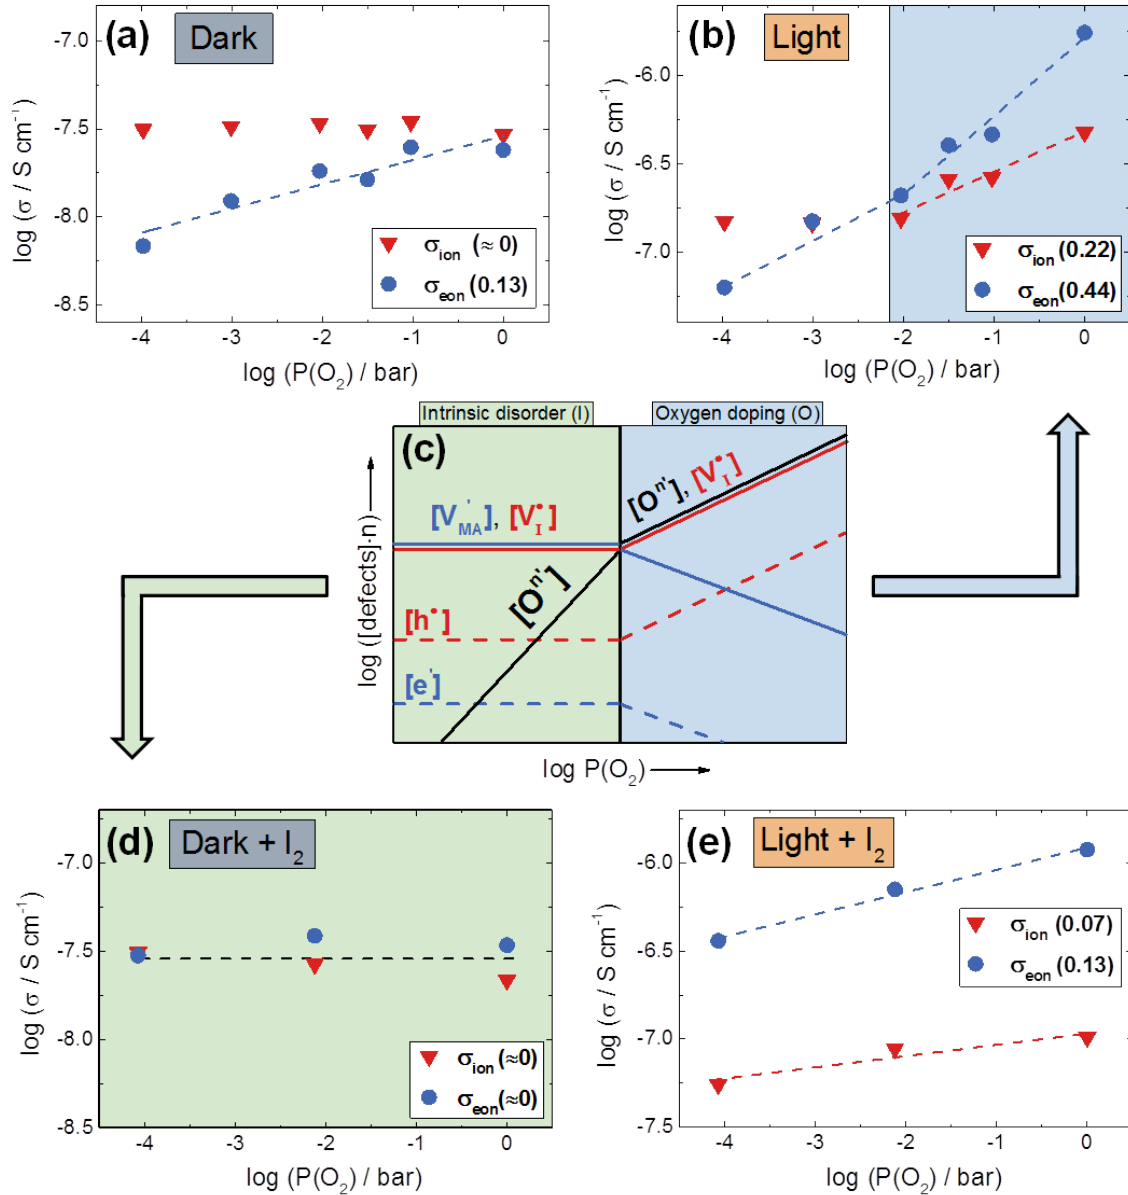 (a) Dark
-7.0
-7.5
-8.0
-8.5
log (σ / S cm⁻¹)
σion (≈ 0)
σeon (0.13)
-4 -3 -2 -1 0
log (P(O₂) / bar)
(b) Light
-6.0
-6.5
-7.0
log (σ / S cm⁻¹)
σion (0.22)
σeon (0.44)
-4 -3 -2 -1 0
log (P(O₂) / bar)
Intrinsic disorder (I) Oxygen doping (O)
(c)
log ([defects]·n)
[V'MA], [V•I]
[Oⁿ']
[Oⁿ'], [V•I]
[h•]
[e']
log P(O₂)
(d) Dark + I₂
-7.0
-7.5
-8.0
-8.5
log (σ / S cm⁻¹)
σion (≈0)
σeon (≈0)
-4 -3 -2 -1 0
log (P(O₂) / bar)
(e) Light + I₂
-6.0
-6.5
-7.0
-7.5
log (σ / S cm⁻¹)
σion (0.07)
σeon (0.13)
-4 -3 -2 -1 0
log (P(O₂) / bar)